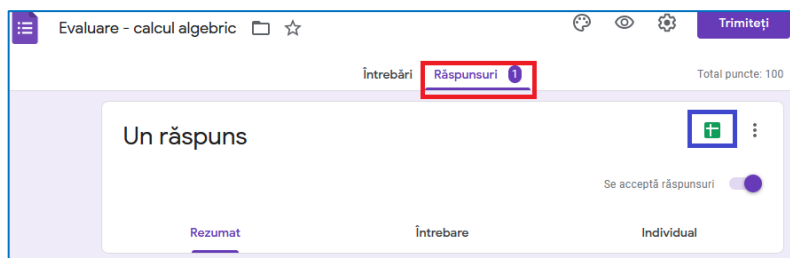 Evaluare - calcul algebric
Trimiteți
Întrebări Răspunsuri 1
Total puncte: 100
Un răspuns
Se acceptă răspunsuri
Rezumat Întrebare Individual